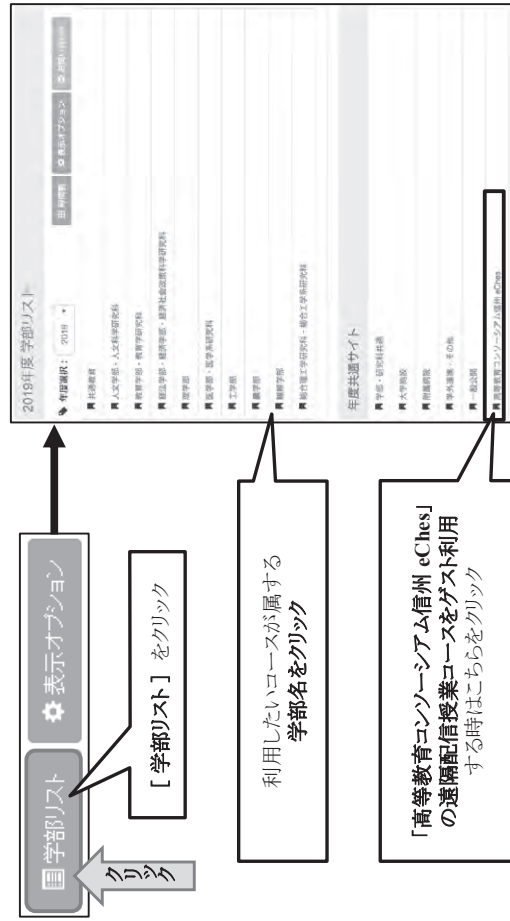 学部リスト
表示オプション
クリック
[ 学部リスト ] をクリック
利用したいコースが属する
学部名をクリック
「高等教育コンソーシアム信州 eChes」
の遠隔配信授業コースをゲスト利用
する時はこちらをクリック
2019年度 学部リスト
年度選択： 2019
時間割
表示オプション
共通教育
人文学部・人文科学研究科
教育学部・教育学研究科
経法学部・経済学部・経済社会政策科学研究科
理学部
医学部・医学系研究科
工学部
農学部
繊維学部
総合理工学研究科・総合工学系研究科
年度共通サイト
学部・研究科共通
大学施設
附属病院
学外連携・その他
一般公開
高等教育コンソーシアム信州 eChes